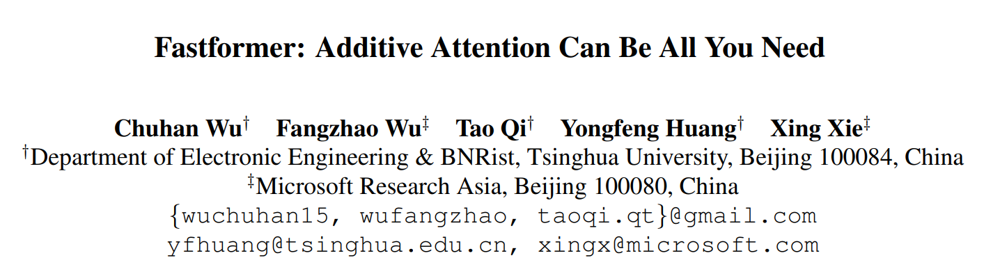 Fastformer: Additive Attention Can Be All You Need
Chuhan Wu† Fangzhao Wu‡ Tao Qi† Yongfeng Huang† Xing Xie‡
†Department of Electronic Engineering & BNRist, Tsinghua University, Beijing 100084, China
‡Microsoft Research Asia, Beijing 100080, China
{wuchuhan15, wufangzhao, taoqi.qt}@gmail.com
yfhuang@tsinghua.edu.cn, xingx@microsoft.com